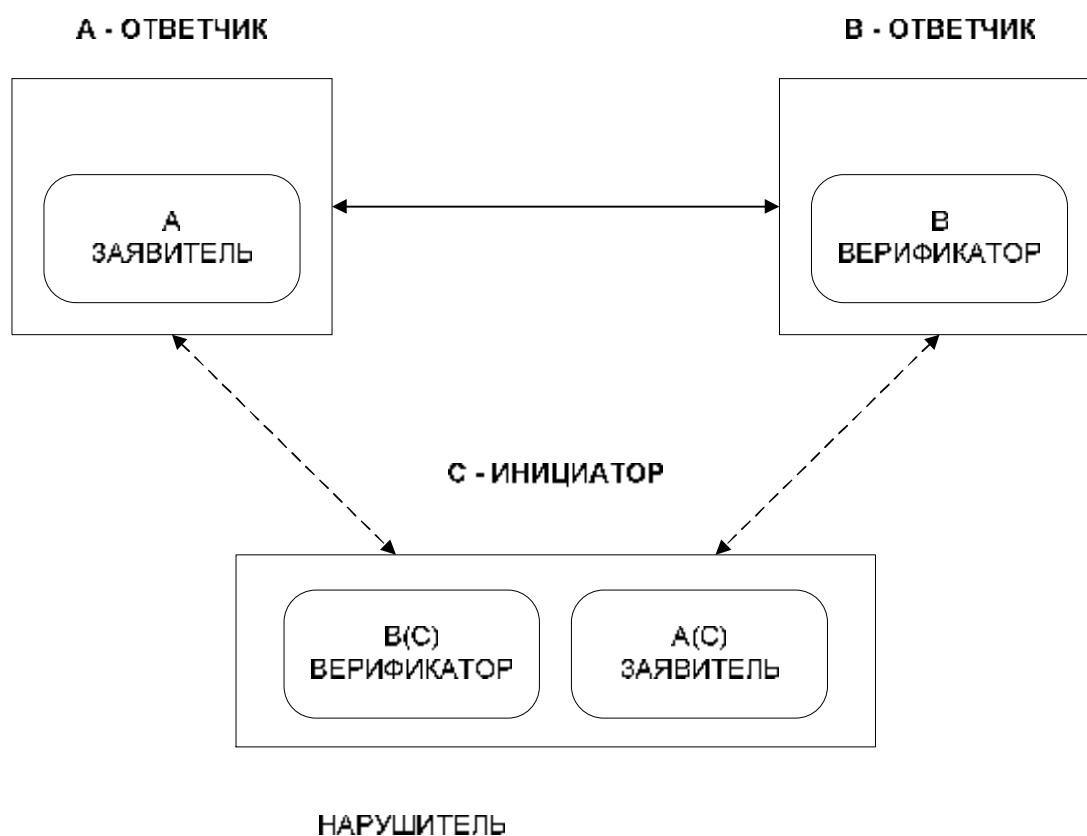 А - ОТВЕТЧИК
В - ОТВЕТЧИК
А
ЗАЯВИТЕЛЬ
В
ВЕРИФИКАТОР
С - ИНИЦИАТОР
В(С)
ВЕРИФИКАТОР
А(С)
ЗАЯВИТЕЛЬ
НАРУШИТЕЛЬ